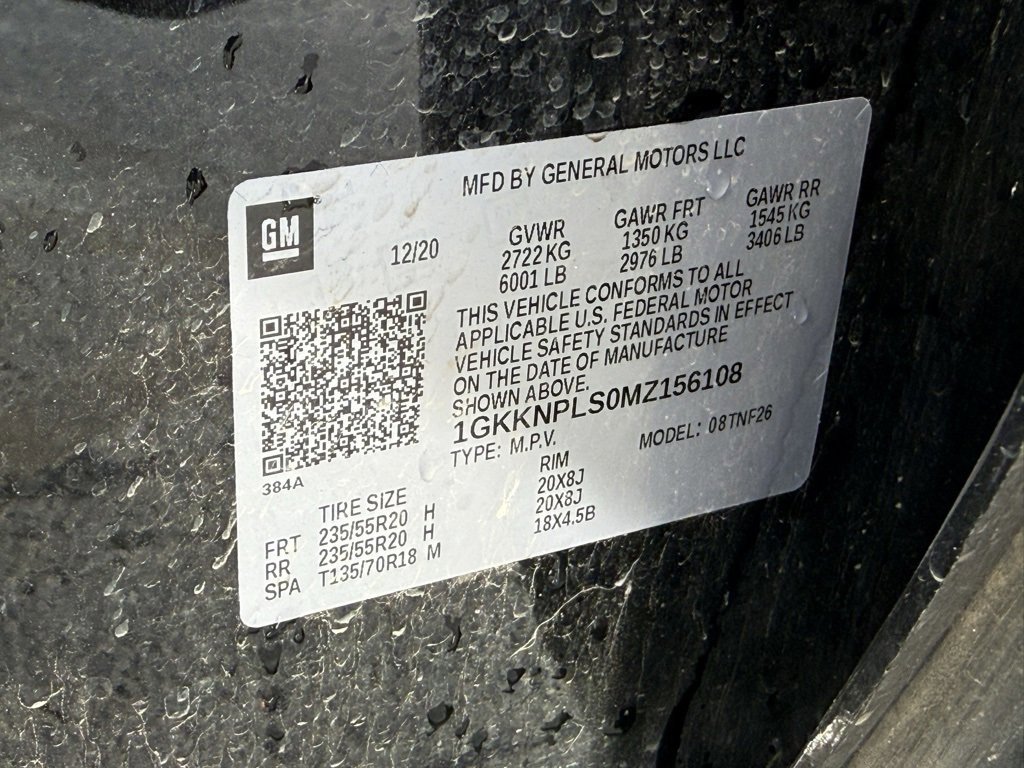 MFD BY GENERAL MOTORS LLC
GM
12/20
GVWR GAWR FRT GAWR RR
2722 KG 1350 KG 1545 KG
6001 LB 2976 LB 3406 LB
THIS VEHICLE CONFORMS TO ALL
APPLICABLE U.S. FEDERAL MOTOR
VEHICLE SAFETY STANDARDS IN EFFECT
ON THE DATE OF MANUFACTURE
SHOWN ABOVE.
1GKKNPLS0MZ156108
TYPE: M.P.V. MODEL: 08TNF26
384A
TIRE SIZE RIM
FRT 235/55R20 H 20X8J
RR 235/55R20 H 20X8J
SPA T135/70R18 M 18X4.5B